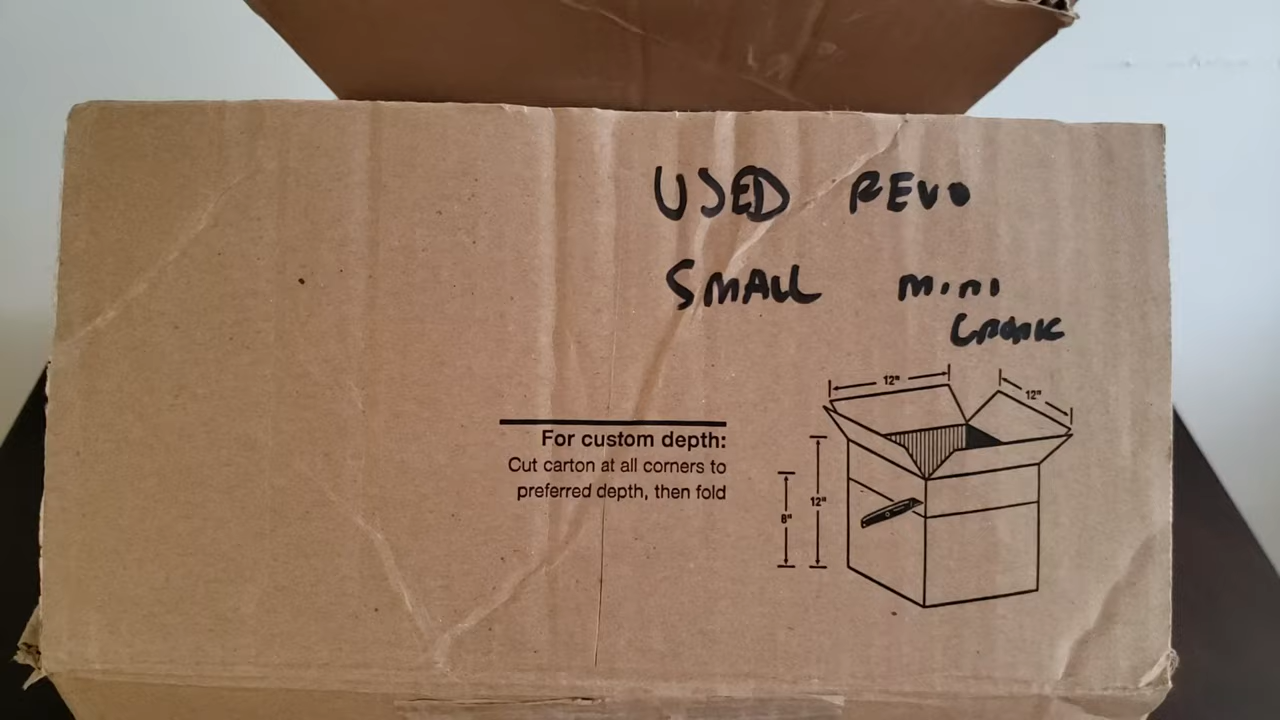 USED REVO
SMALL mini
CRANK
12"
12"
For custom depth:
Cut carton at all corners to
preferred depth, then fold
12"
8"